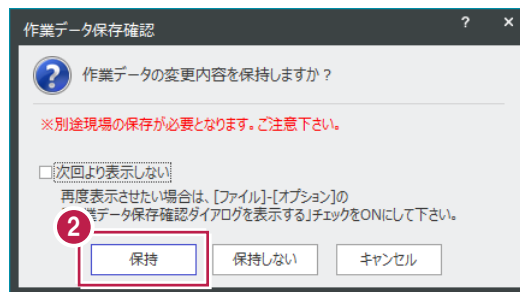 作業データ保存確認
? ×
作業データの変更内容を保持しますか？
※別途現場の保存が必要となります。ご注意下さい。
次回より表示しない
再度表示させたい場合は、[ファイル]-[オプション]の
業データ保存確認ダイアログを表示する」チェックをONにして下さい。
2
保持 保持しない キャンセル